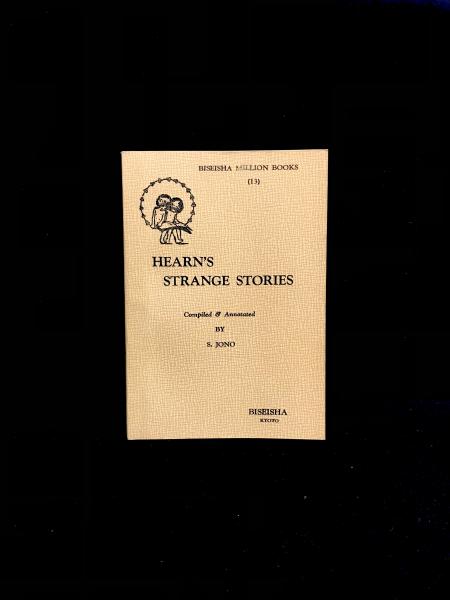 BISEISHA MILLION BOOKS
(13)
HEARN'S
STRANGE STORIES
Compiled & Annotated
BY
S. JONO
BISEISHA
KYOTO